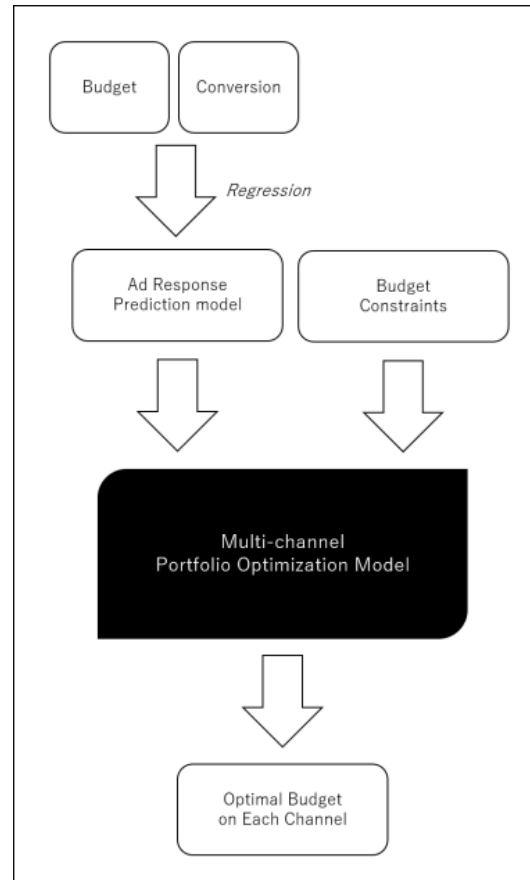 Budget
Conversion
Regression
Ad Response
Prediction model
Budget
Constraints
Multi-channel
Portfolio Optimization Model
Optimal Budget
on Each Channel